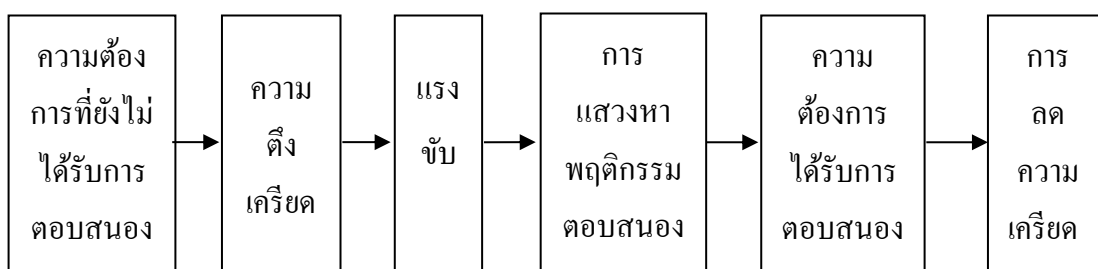 ความต้อง
การที่ยังไม่
ได้รับการ
ตอบสนอง
ความ
ตึง
เครียด
แรง
ขับ
การ
แสวงหา
พฤติกรรม
ตอบสนอง
ความ
ต้องการ
ได้รับการ
ตอบสนอง
การ
ลด
ความ
เครียด